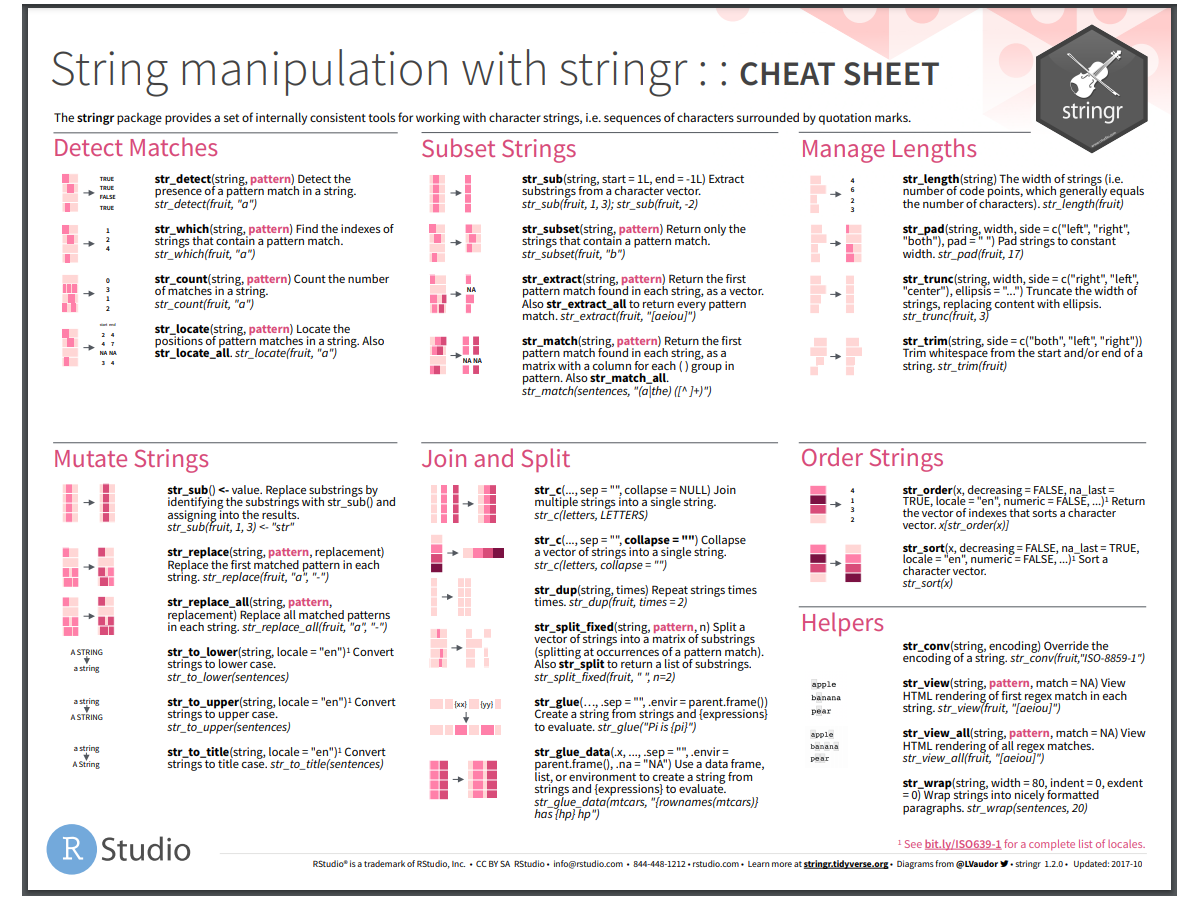 String manipulation with stringr : : CHEAT SHEET
stringr
The stringr package provides a set of internally consistent tools for working with character strings, i.e. sequences of characters surrounded by quotation marks.
Detect Matches
TRUE
TRUE
FALSE
TRUE
str_detect(string, pattern) Detect the
presence of a pattern match in a string.
str_detect(fruit, "a")
1
2
4
str_which(string, pattern) Find the indexes of
strings that contain a pattern match.
str_which(fruit, "a")
0
3
1
2
str_count(string, pattern) Count the number
of matches in a string.
str_count(fruit, "a")
start end
2 4
4 7
NA NA
3 4
str_locate(string, pattern) Locate the
positions of pattern matches in a string. Also
str_locate_all. str_locate(fruit, "a")
Subset Strings
str_sub(string, start = 1L, end = -1L) Extract
substrings from a character vector.
str_sub(fruit, 1, 3); str_sub(fruit, -2)
str_subset(string, pattern) Return only the
strings that contain a pattern match.
str_subset(fruit, "b")
NA
str_extract(string, pattern) Return the first
pattern match found in each string, as a vector.
Also str_extract_all to return every pattern
match. str_extract(fruit, "[aeiou]")
NA NA
str_match(string, pattern) Return the first
pattern match found in each string, as a
matrix with a column for each ( ) group in
pattern. Also str_match_all.
str_match(sentences, "(a|the) ([^ ]+)")
Manage Lengths
4
6
2
3
str_length(string) The width of strings (i.e.
number of code points, which generally equals
the number of characters). str_length(fruit)
str_pad(string, width, side = c("left", "right",
"both"), pad = " ") Pad strings to constant
width. str_pad(fruit, 17)
str_trunc(string, width, side = c("right", "left",
"center"), ellipsis = "...") Truncate the width of
strings, replacing content with ellipsis.
str_trunc(fruit, 3)
str_trim(string, side = c("both", "left", "right"))
Trim whitespace from the start and/or end of a
string. str_trim(fruit)
Mutate Strings
str_sub() <- value. Replace substrings by
identifying the substrings with str_sub() and
assigning into the results.
str_sub(fruit, 1, 3) <- "str"
str_replace(string, pattern, replacement)
Replace the first matched pattern in each
string. str_replace(fruit, "a", "-")
str_replace_all(string, pattern,
replacement) Replace all matched patterns
in each string. str_replace_all(fruit, "a", "-")
A STRING
a string
str_to_lower(string, locale = "en")¹ Convert
strings to lower case.
str_to_lower(sentences)
a string
A STRING
str_to_upper(string, locale = "en")¹ Convert
strings to upper case.
str_to_upper(sentences)
a string
A String
str_to_title(string, locale = "en")¹ Convert
strings to title case. str_to_title(sentences)
Join and Split
str_c(..., sep = "", collapse = NULL) Join
multiple strings into a single string.
str_c(letters, LETTERS)
str_c(..., sep = "", collapse = "") Collapse
a vector of strings into a single string.
str_c(letters, collapse = "")
str_dup(string, times) Repeat strings times
times. str_dup(fruit, times = 2)
str_split_fixed(string, pattern, n) Split a
vector of strings into a matrix of substrings
(splitting at occurrences of a pattern match).
Also str_split to return a list of substrings.
str_split_fixed(fruit, " ", n=2)
{xx} {yy}
str_glue(…, .sep = "", .envir = parent.frame())
Create a string from strings and {expressions}
to evaluate. str_glue("Pi is {pi}")
str_glue_data(.x, ..., .sep = "", .envir =
parent.frame(), .na = "NA") Use a data frame,
list, or environment to create a string from
strings and {expressions} to evaluate.
str_glue_data(mtcars, "{rownames(mtcars)}
has {hp} hp")
Order Strings
4
1
3
2
str_order(x, decreasing = FALSE, na_last =
TRUE, locale = "en", numeric = FALSE, ...)¹ Return
the vector of indexes that sorts a character
vector. x[str_order(x)]
str_sort(x, decreasing = FALSE, na_last = TRUE,
locale = "en", numeric = FALSE, ...)¹ Sort a
character vector.
str_sort(x)
Helpers
str_conv(string, encoding) Override the
encoding of a string. str_conv(fruit,"ISO-8859-1")
apple
banana
pear
str_view(string, pattern, match = NA) View
HTML rendering of first regex match in each
string. str_view(fruit, "[aeiou]")
apple
banana
pear
str_view_all(string, pattern, match = NA) View
HTML rendering of all regex matches.
str_view_all(fruit, "[aeiou]")
str_wrap(string, width = 80, indent = 0, exdent
= 0) Wrap strings into nicely formatted
paragraphs. str_wrap(sentences, 20)
¹ See bit.ly/ISO639-1 for a complete list of locales.
R Studio
RStudio® is a trademark of RStudio, Inc. • CC BY SA RStudio • info@rstudio.com • 844-448-1212 • rstudio.com • Learn more at stringr.tidyverse.org • Diagrams from @LVaudor • stringr 1.2.0 • Updated: 2017-10